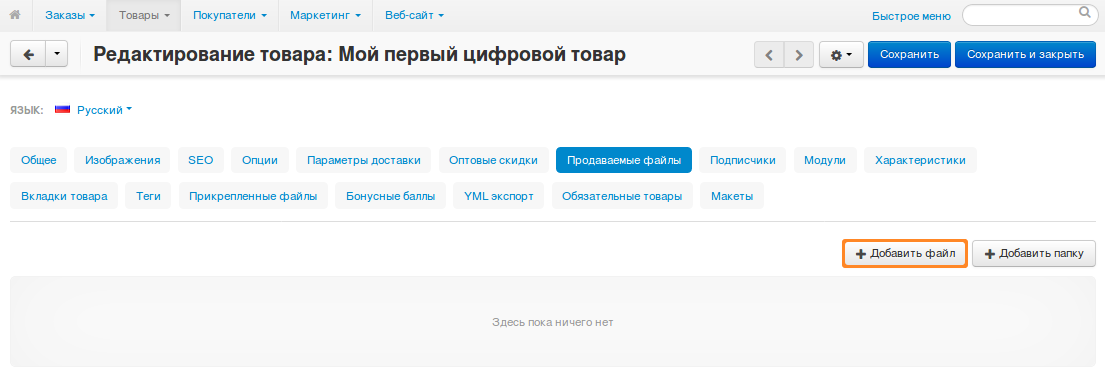 Заказы Товары Покупатели Маркетинг Веб-сайт Быстрое меню
Редактирование товара: Мой первый цифровой товар Сохранить Сохранить и закрыть
ЯЗЫК: Русский
Общее Изображения SEO Опции Параметры доставки Оптовые скидки Продаваемые файлы Подписчики Модули Характеристики
Вкладки товара Теги Прикрепленные файлы Бонусные баллы YML экспорт Обязательные товары Макеты
Добавить файл Добавить папку
Здесь пока ничего нет